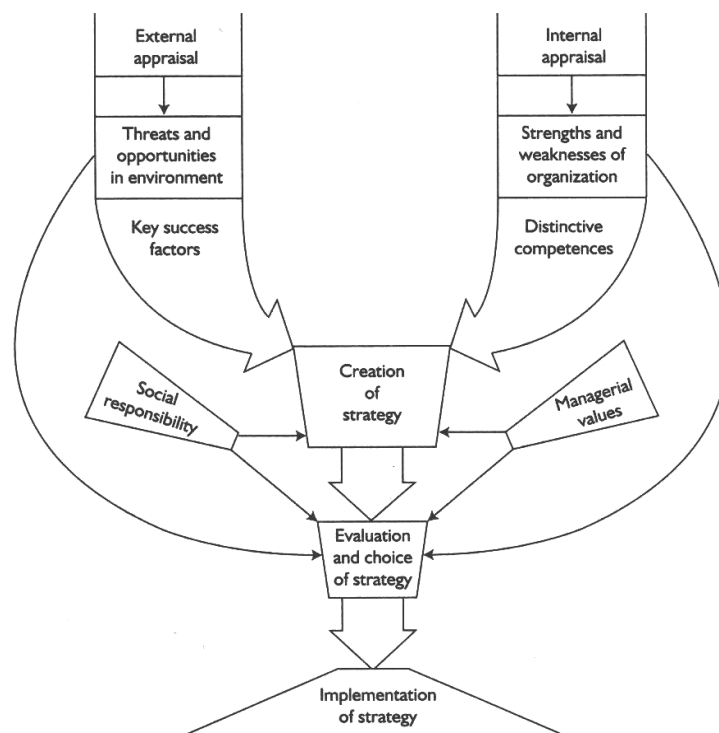 External
appraisal
Internal
appraisal
Threats and
opportunities
in environment
Strengths and
weaknesses of
organization
Key success
factors
Distinctive
competences
Creation
of
strategy
Social
responsibility
Managerial
values
Evaluation
and choice
of strategy
Implementation
of strategy